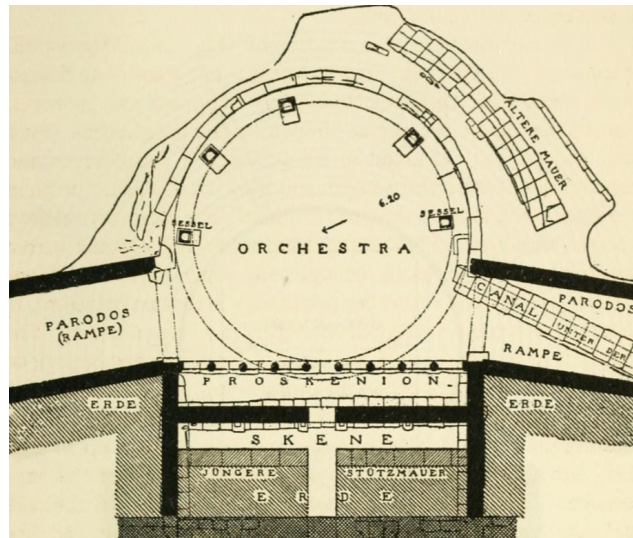 ÄLTERE MAUER
6.20
SESSEL
SESSEL
ORCHESTRA
PARODOS
(RAMPE)
PARODOS
CANAL
UNTER DER
RAMPE
PROSKENION
ERDE
ERDE
SKENE
JÜNGERE STÜTZMAUER
ERDE